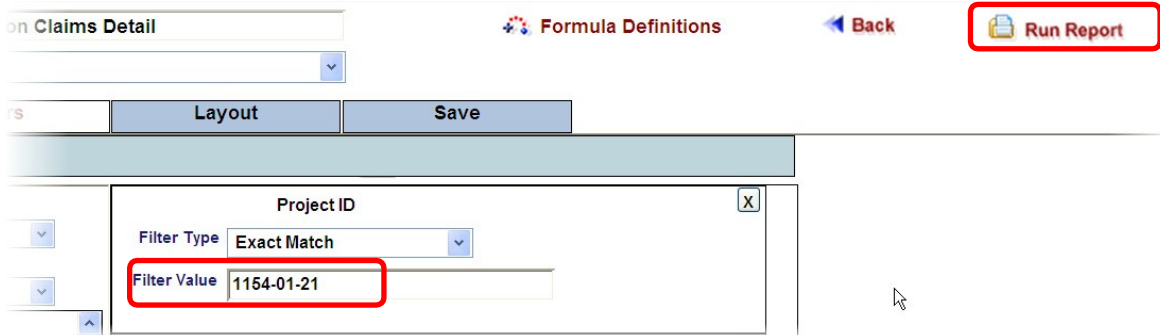 on Claims Detail Formula Definitions Back Run Report
rs Layout Save
Project ID X
Filter Type Exact Match
Filter Value 1154-01-21